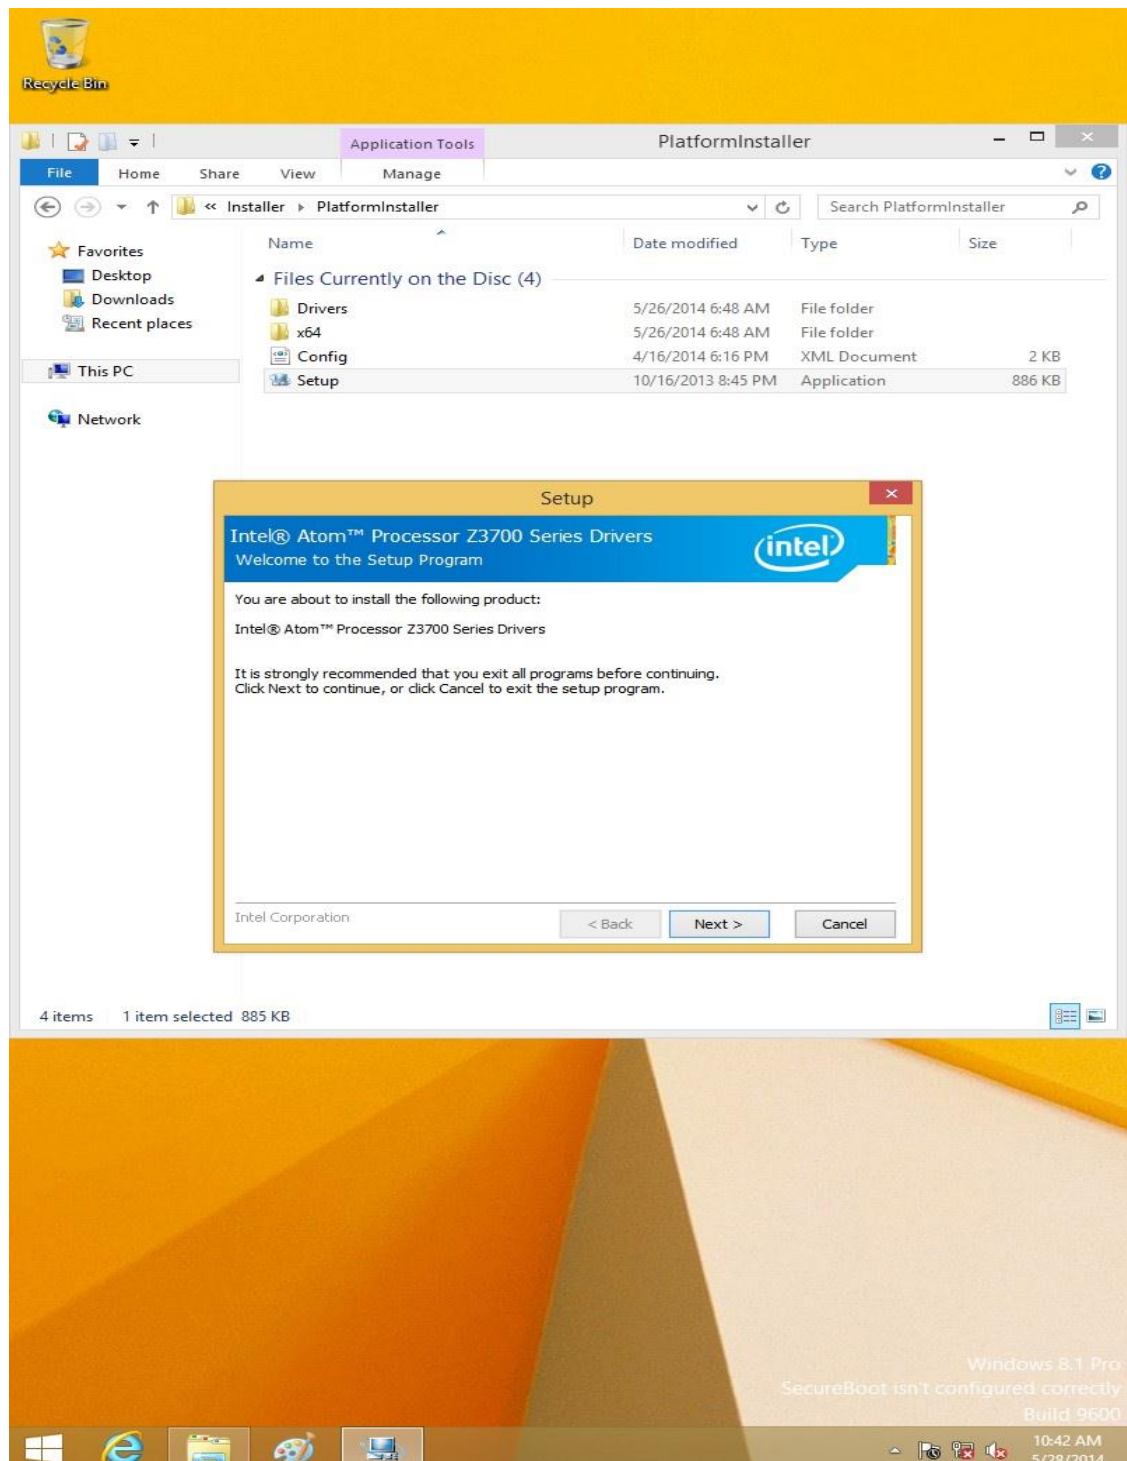 Recycle Bin
Application Tools
PlatformInstaller
File
Home
Share
View
Manage
« Installer PlatformInstaller
Search PlatformInstaller
Favorites
Desktop
Downloads
Recent places
This PC
Network
Name
Date modified
Type
Size
Files Currently on the Disc (4)
Drivers 5/26/2014 6:48 AM File folder
x64 5/26/2014 6:48 AM File folder
Config 4/16/2014 6:16 PM XML Document 2 KB
Setup 10/16/2013 8:45 PM Application 886 KB
Setup
Intel® Atom™ Processor Z3700 Series Drivers
Welcome to the Setup Program
intel
You are about to install the following product:
Intel® Atom™ Processor Z3700 Series Drivers
It is strongly recommended that you exit all programs before continuing.
Click Next to continue, or click Cancel to exit the setup program.
Intel Corporation
< Back
Next >
Cancel
4 items 1 item selected 885 KB
Windows 8.1 Pro
SecureBoot isn't configured correctly
Build 9600
10:42 AM
5/28/2014